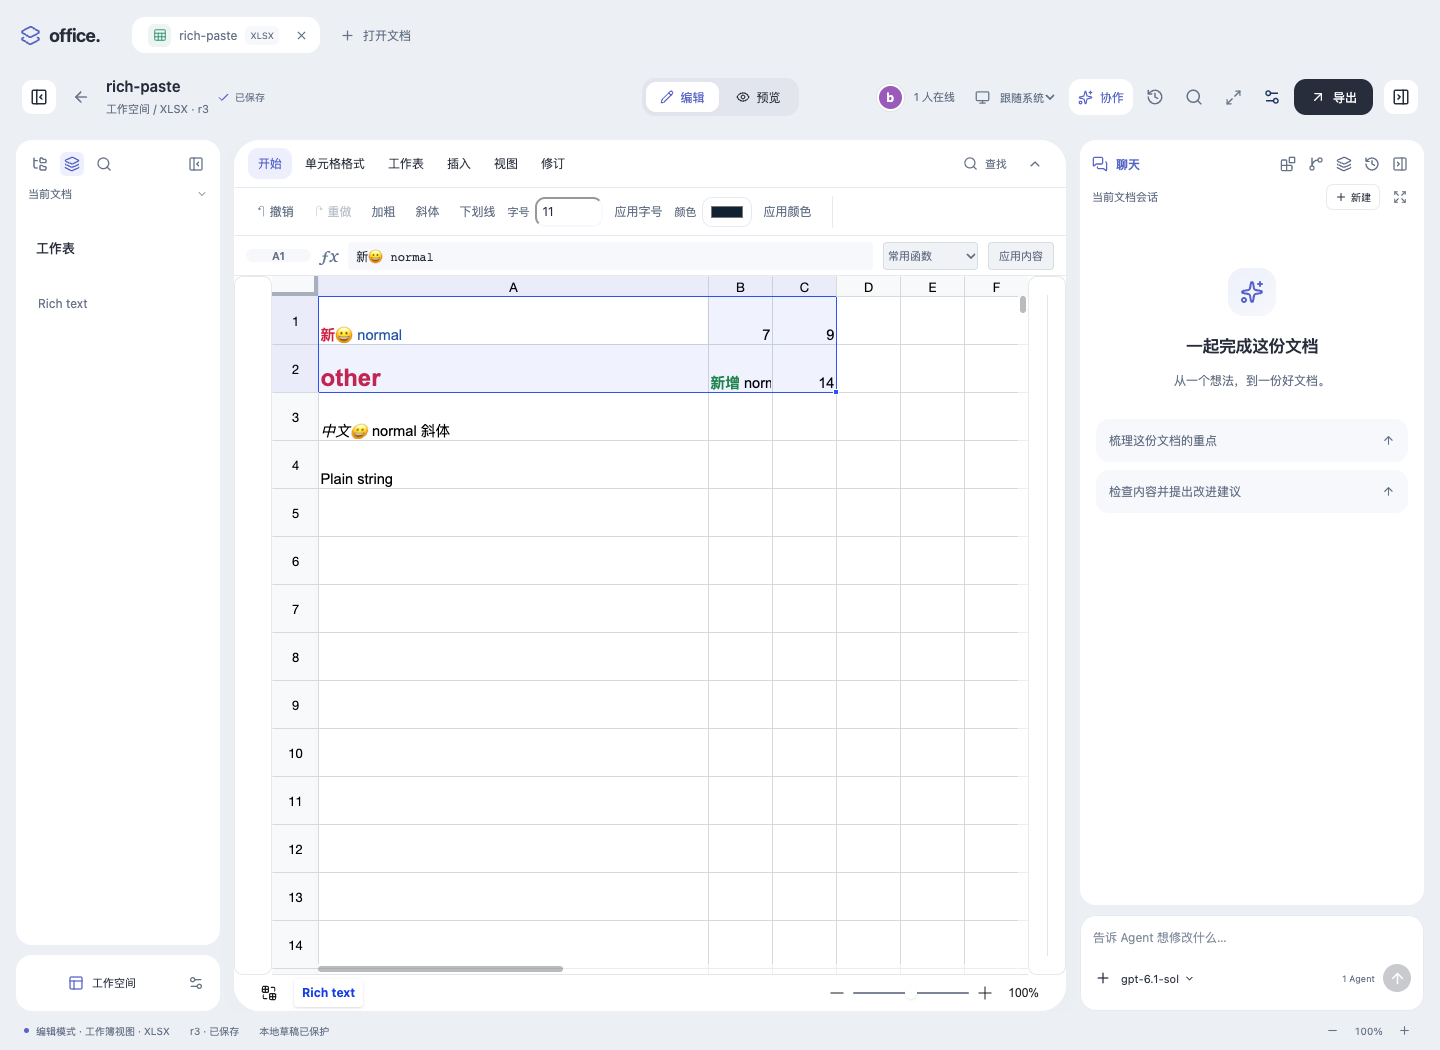 office.
rich-paste XLSX
打开文档
rich-paste
工作空间 / XLSX · r3
已保存
编辑
预览
b
1 人在线
跟随系统
协作
导出
当前文档
工作表
Rich text
工作空间
开始 单元格格式 工作表 插入 视图 修订
查找
撤销 重做 加粗 斜体 下划线 字号 11 应用字号 颜色 应用颜色
A1 fx 新😀 normal 常用函数 应用内容
A B C D E F
1 新😀 normal 7 9
2 other 新增 norn 14
3 中文😀 normal 斜体
4 Plain string
5
6
7
8
9
10
11
12
13
14
Rich text
100%
聊天
当前文档会话
新建
一起完成这份文档
从一个想法，到一份好文档。
梳理这份文档的重点
检查内容并提出改进建议
告诉 Agent 想修改什么...
gpt-6.1-sol
1 Agent
编辑模式 · 工作簿视图 · XLSX r3 · 已保存 本地草稿已保护
100%